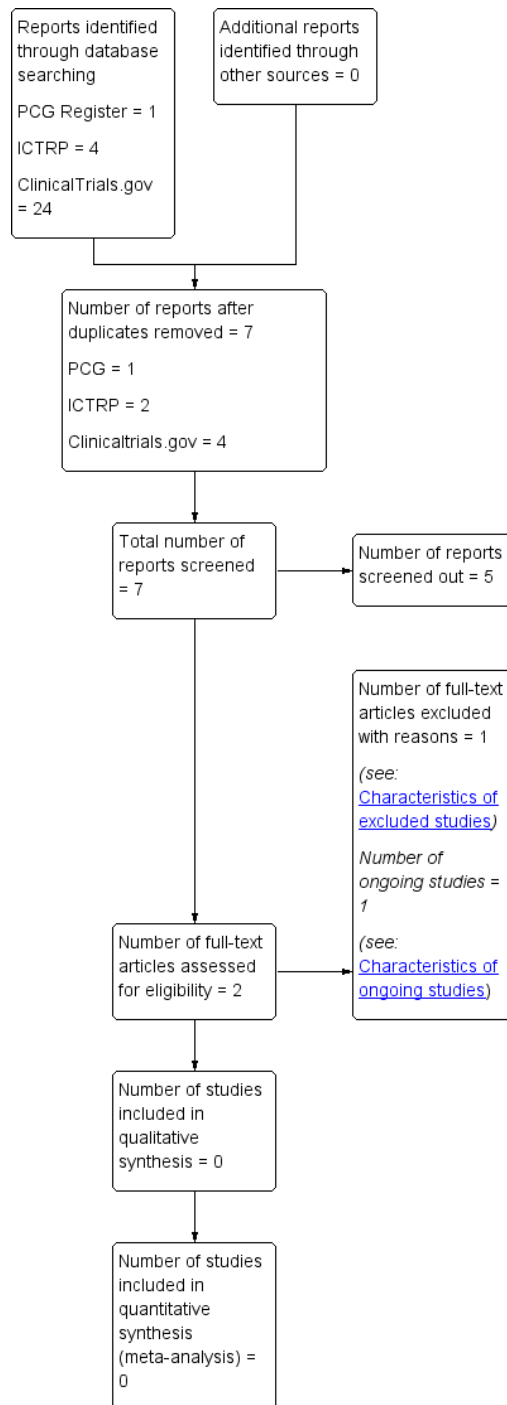 Reports identified
through database
searching
PCG Register = 1
ICTRP = 4
ClinicalTrials.gov
= 24
Additional reports
identified through
other sources = 0
Number of reports after
duplicates removed = 7
PCG = 1
ICTRP = 2
Clinicaltrials.gov = 4
Total number of
reports screened
= 7
Number of reports
screened out = 5
Number of full-text
articles excluded
with reasons = 1
(see:
Characteristics of
excluded studies)
Number of
ongoing studies =
1
(see:
Characteristics of
ongoing studies)
Number of full-text
articles assessed
for eligibility = 2
Number of studies
included in
qualitative
synthesis = 0
Number of studies
included in
quantitative
synthesis
(meta-analysis) =
0